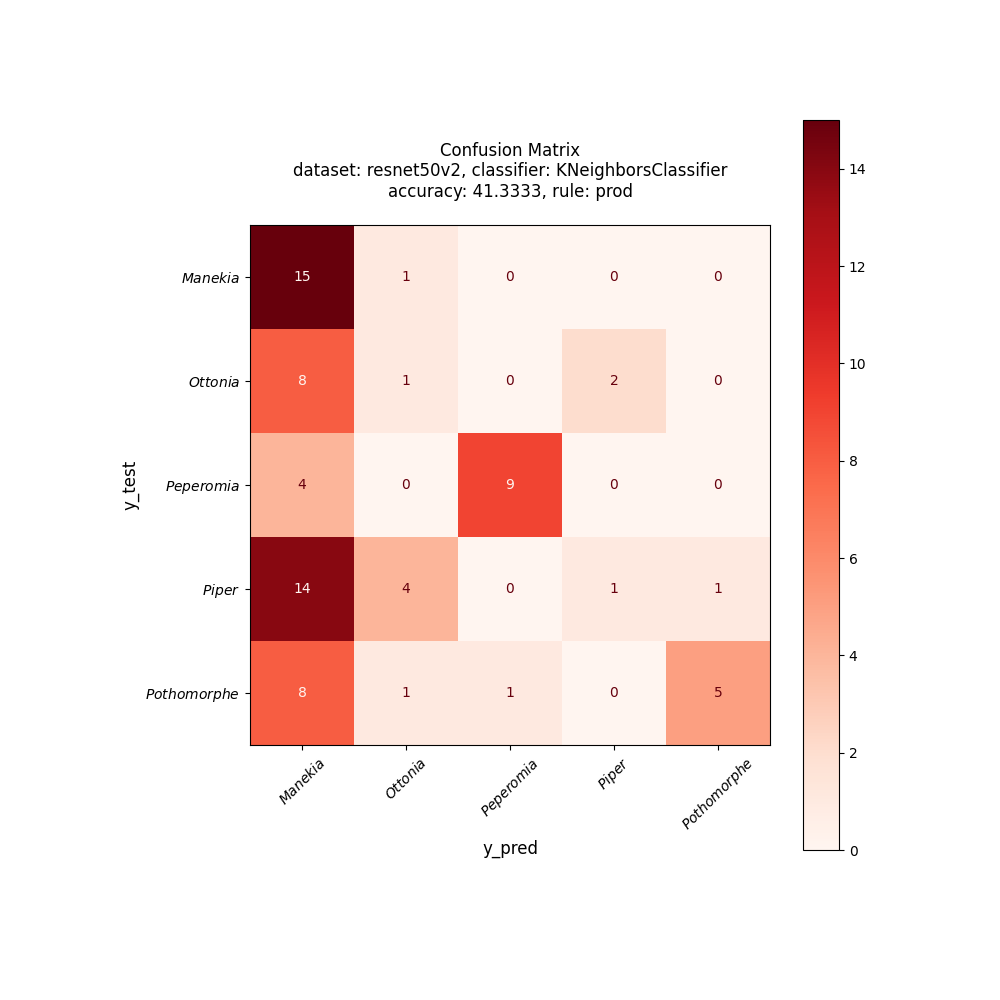 Confusion Matrix
dataset: resnet50v2, classifier: KNeighborsClassifier
accuracy: 41.3333, rule: prod
y_test
Manekia 15 1 0 0 0
Ottonia 8 1 0 2 0
Peperomia 4 0 9 0 0
Piper 14 4 0 1 1
Pothomorphe 8 1 1 0 5
Manekia Ottonia Peperomia Piper Pothomorphe
y_pred
14
12
10
8
6
4
2
0